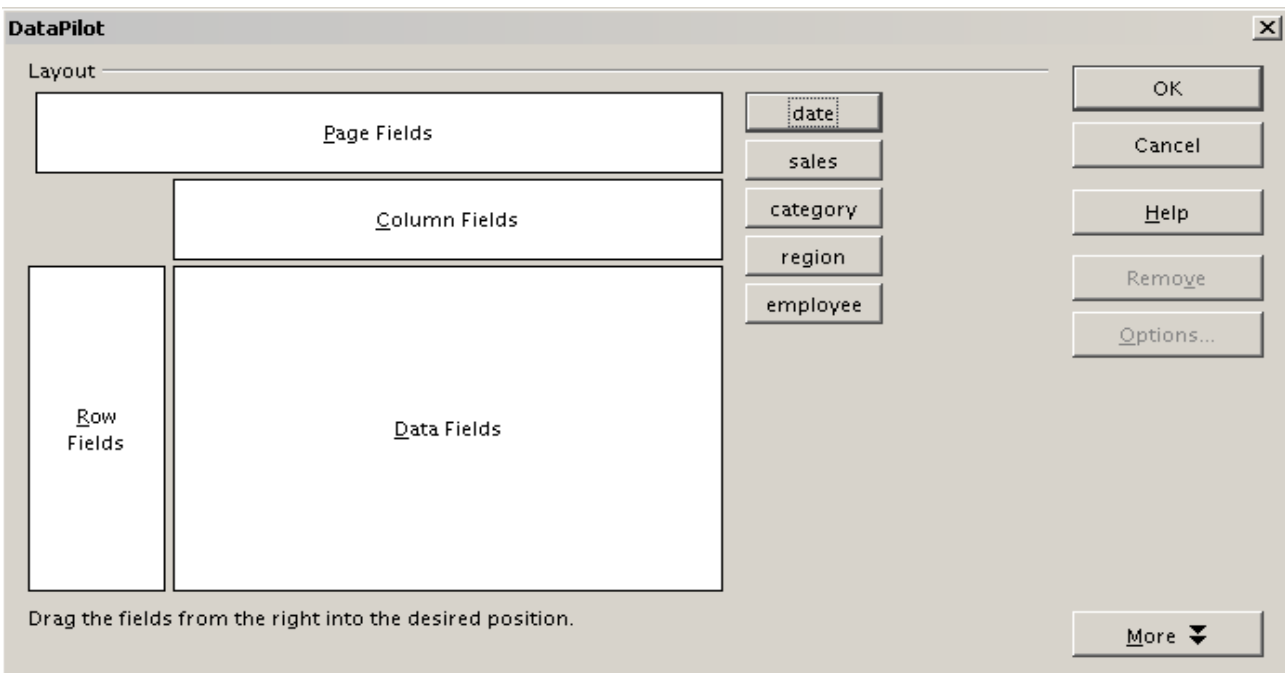 DataPilot
Layout
Page Fields
Column Fields
Row
Fields
Data Fields
date
sales
category
region
employee
OK
Cancel
Help
Remove
Options...
Drag the fields from the right into the desired position.
More